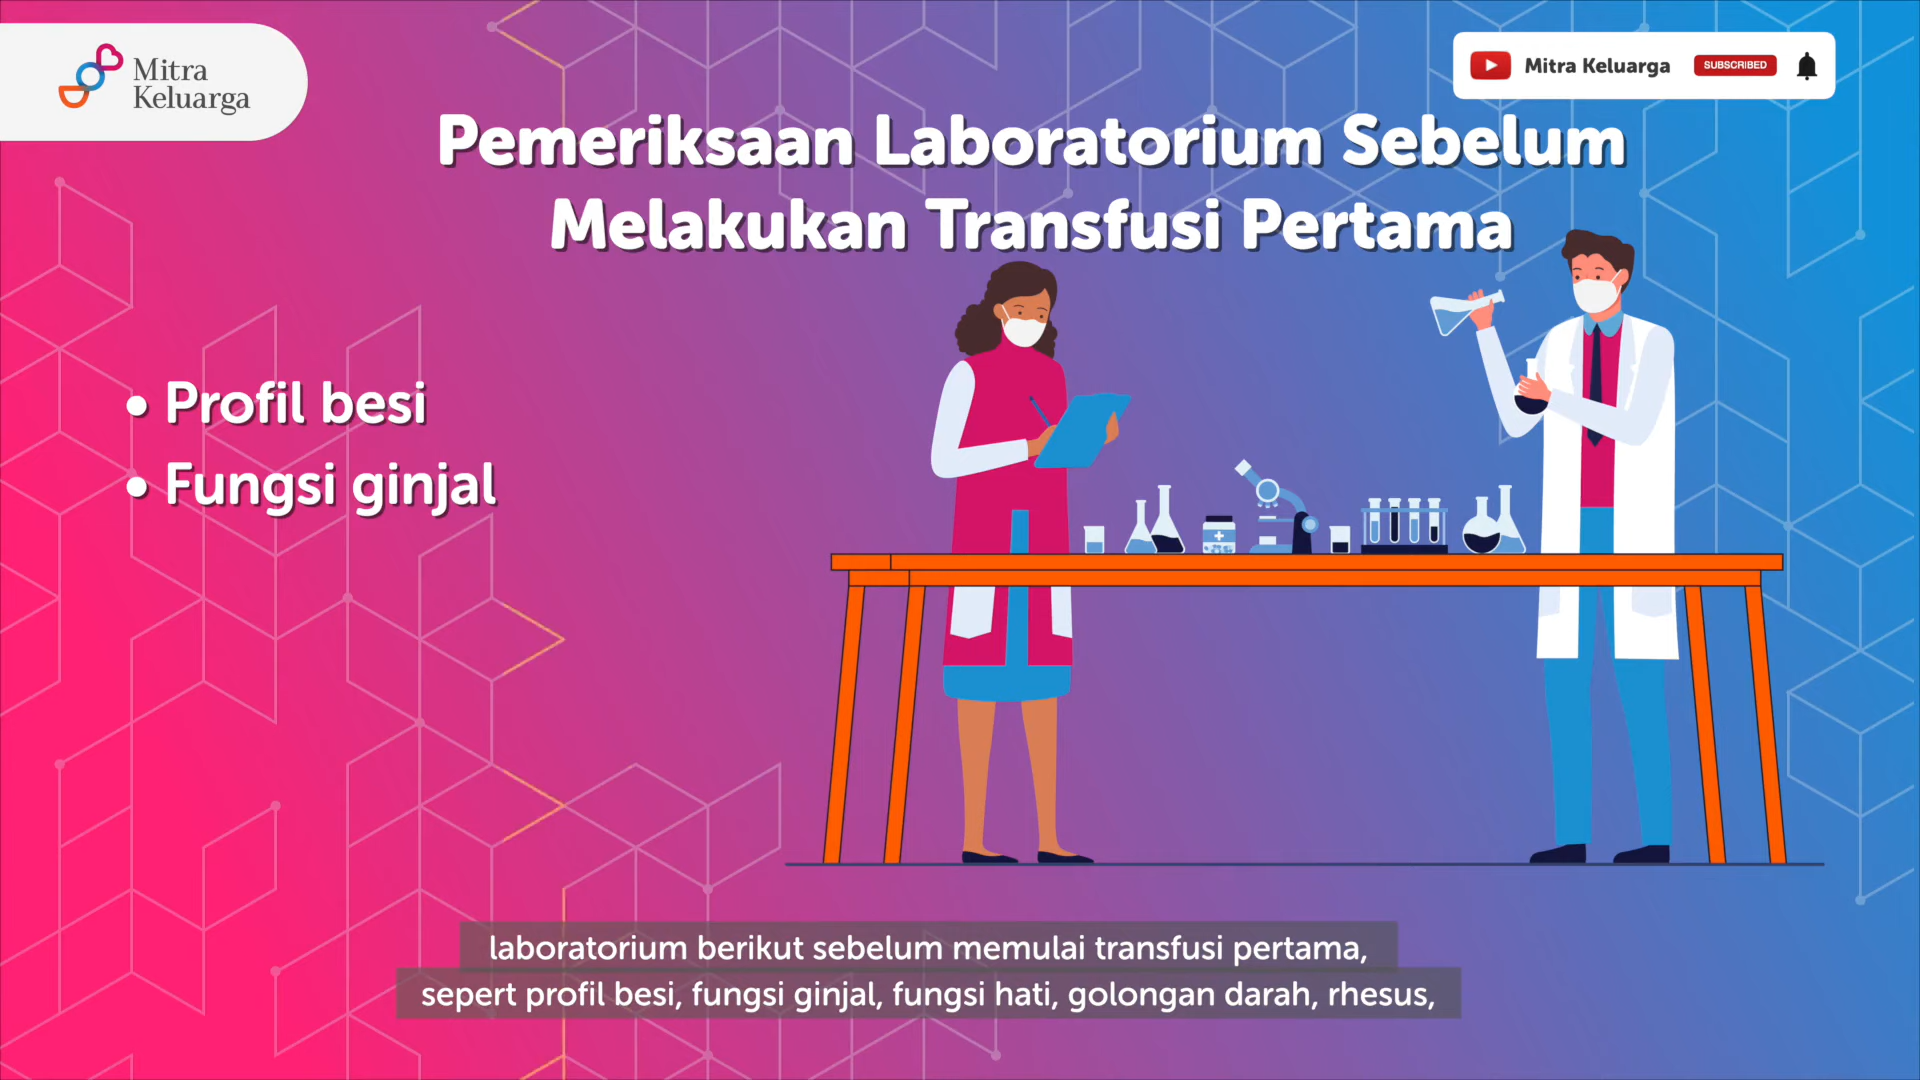 Mitra
Keluarga
Mitra Keluarga
SUBSCRIBED
Pemeriksaan Laboratorium Sebelum
Melakukan Transfusi Pertama
• Profil besi
• Fungsi ginjal
laboratorium berikut sebelum memulai transfusi pertama,
sepert profil besi, fungsi ginjal, fungsi hati, golongan darah, rhesus,